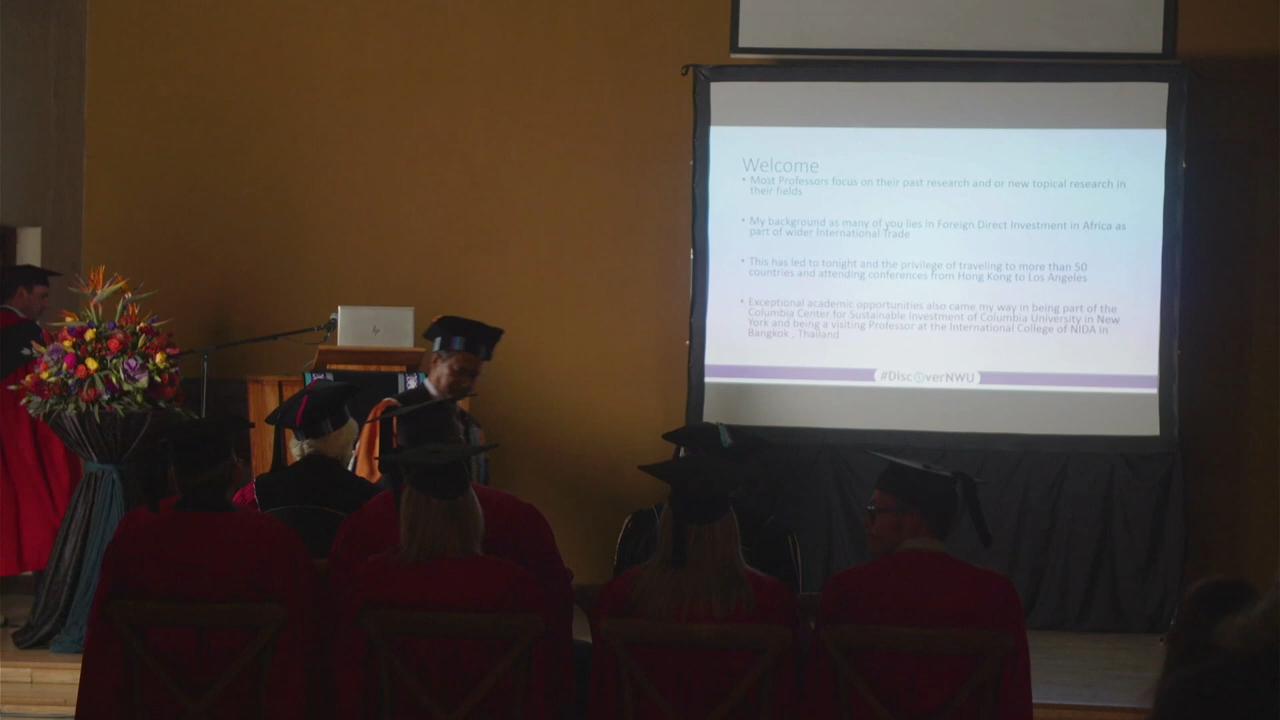 Welcome
• Most Professors focus on their past research and or new topical research in
their fields
• My background as many of you lies in Foreign Direct Investment in Africa as
part of wider International Trade
• This has led to tonight and the privilege of traveling to more than 50
countries and attending conferences from Hong Kong to Los Angeles
• Exceptional academic opportunities also came my way in being part of the
Columbia Center for Sustainable Investment of Columbia University in New
York and being a visiting Professor at the International College of NIDA in
Bangkok , Thailand
#DiscoverNWU
hp